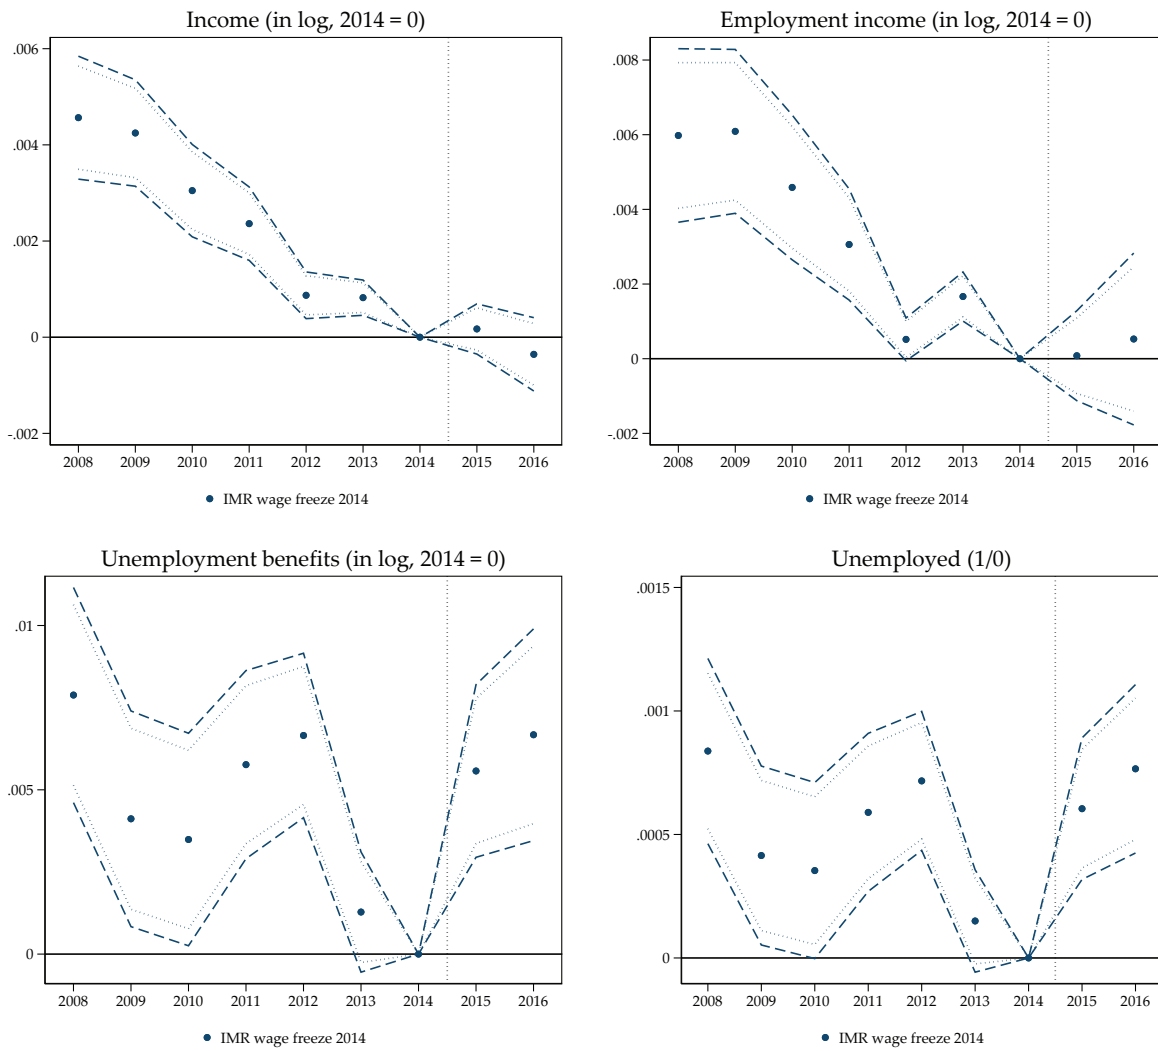 Income (in log, 2014 = 0)
.006
.004
.002
0
-.002
2008 2009 2010 2011 2012 2013 2014 2015 2016
IMR wage freeze 2014
Employment income (in log, 2014 = 0)
.008
.006
.004
.002
0
-.002
2008 2009 2010 2011 2012 2013 2014 2015 2016
IMR wage freeze 2014
Unemployment benefits (in log, 2014 = 0)
.01
.005
0
2008 2009 2010 2011 2012 2013 2014 2015 2016
IMR wage freeze 2014
Unemployed (1/0)
.0015
.001
.0005
0
2008 2009 2010 2011 2012 2013 2014 2015 2016
IMR wage freeze 2014